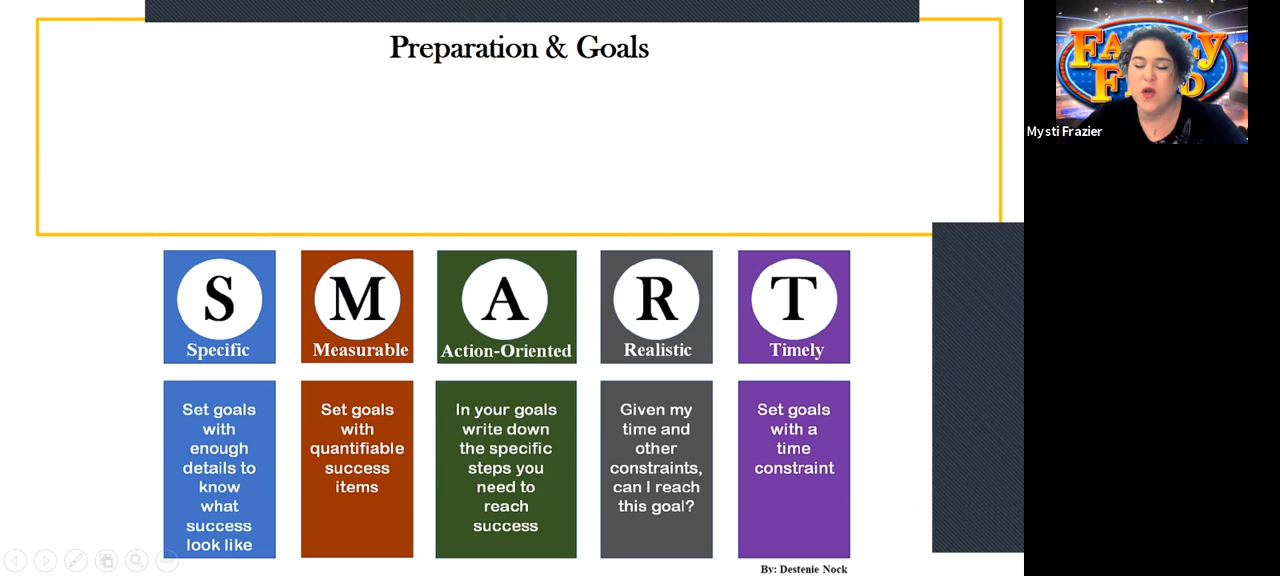 Preparation & Goals
FAMILY
FEUD
Mysti Frazier
S
Specific
M
Measurable
A
Action-Oriented
R
Realistic
T
Timely
Set goals
with
enough
details to
know
what
success
look like
Set goals
with
quantifiable
success
items
In your goals
write down
the specific
steps you
need to
reach
success
Given my
time and
other
constraints,
can I reach
this goal?
Set goals
with a
time
constraint
By: Destenie Nock